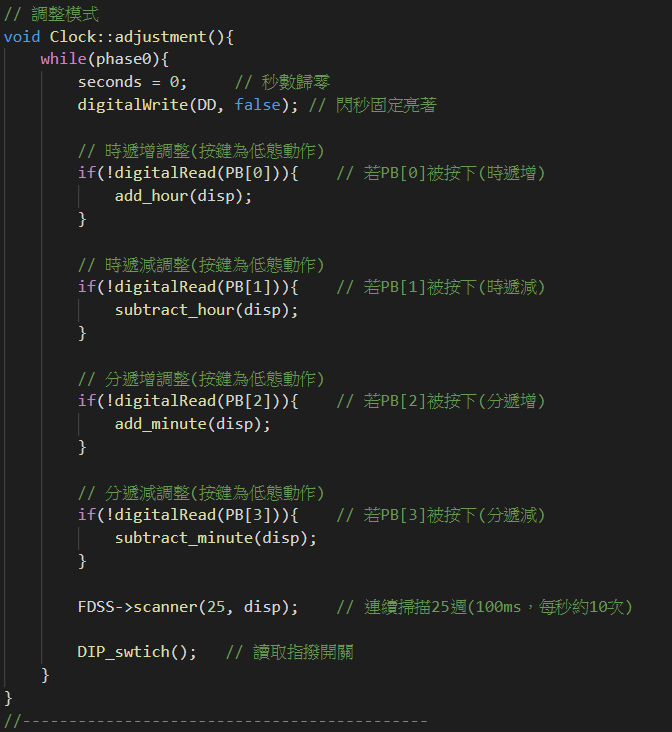 // 調整模式
void Clock::adjustment(){
    while(phase0){
        seconds = 0;     // 秒數歸零
        digitalWrite(DD, false); // 閃秒固定亮著

        // 時遞增調整(按鍵為低態動作)
        if(!digitalRead(PB[0])){    // 若PB[0]被按下(時遞增)
            add_hour(disp);
        }

        // 時遞減調整(按鍵為低態動作)
        if(!digitalRead(PB[1])){    // 若PB[1]被按下(時遞減)
            subtract_hour(disp);
        }

        // 分遞增調整(按鍵為低態動作)
        if(!digitalRead(PB[2])){    // 若PB[2]被按下(分遞增)
            add_minute(disp);
        }

        // 分遞減調整(按鍵為低態動作)
        if(!digitalRead(PB[3])){    // 若PB[3]被按下(分遞減)
            subtract_minute(disp);
        }

        FDSS->scanner(25, disp);    // 連續掃描25週(100ms，每秒約10次)

        DIP_swtich();   // 讀取指撥開關
    }
}
//--------------------------------------------